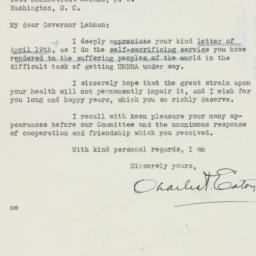 Washington, D. C.
My dear Governor Lehman:
I deeply appreciate your kind letter of
April 19th, as I do the self-sacrificing service you have
rendered to the suffering peoples of the world in the
difficult task of getting UNRRA under way.
I sincerely hope that the great strain upon
your health will not permanently impair it, and I wish for
you long and happy years, which you so richly deserve.
I recall with keen pleasure your many ap-
pearances before our Committee and the unanimous response
of cooperation and friendship which you received.
With kind personal regards, I am
Sincerely yours,
Charles A. Eaton
me